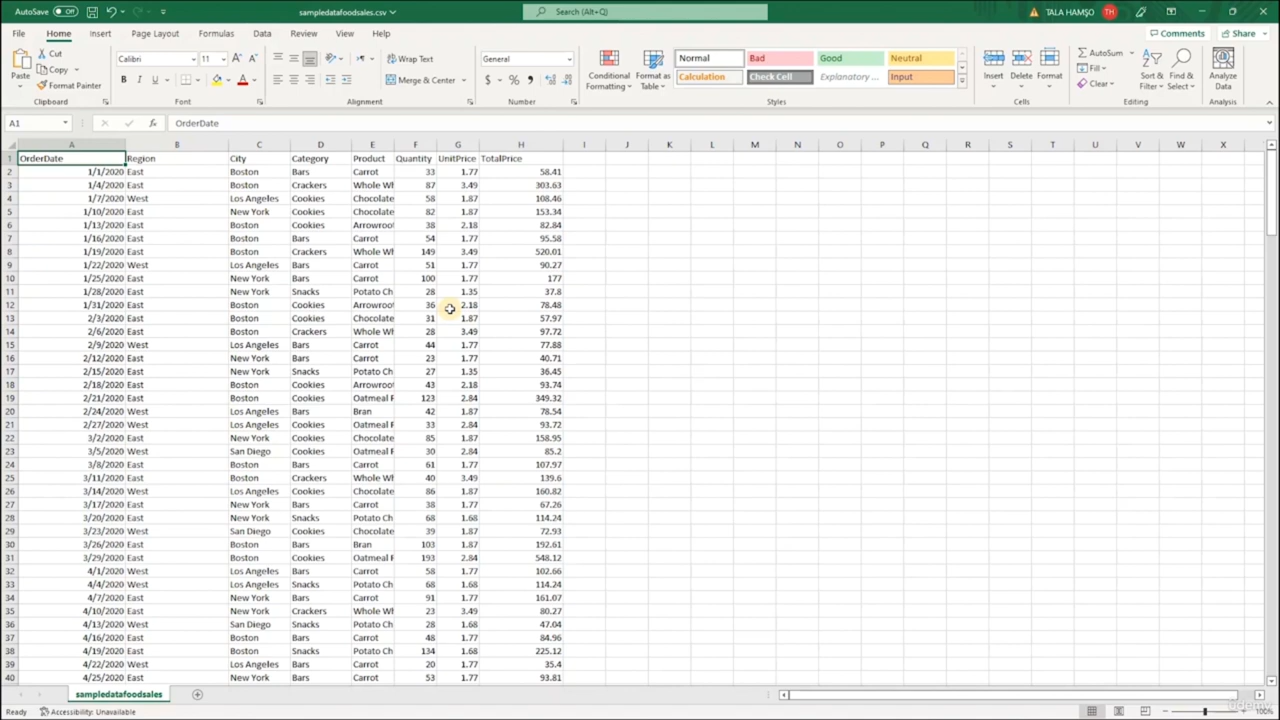 AutoSave Off sampledatafoodsales.csv Search (Alt+Q) TALA HAMŞO TH
File Home Insert Page Layout Formulas Data Review View Help Comments Share
Paste Cut Copy Format Painter Clipboard
Calibri 11 B I U A Font
Wrap Text Merge & Center Alignment
General $ % Number
Conditional Formatting Format as Table Normal Bad Good Neutral Calculation Check Cell Explanatory ... Input Styles
Insert Delete Format Cells
AutoSum Fill Clear Sort & Filter Find & Select Editing
Analyze Data Analysis
A1 fx OrderDate
A B C D E F G H I J K L M N O P Q R S T U V W X
1 OrderDate Region City Category Product Quantity UnitPrice TotalPrice
2 1/1/2020 East Boston Bars Carrot 33 1.77 58.41
3 1/4/2020 East Boston Crackers Whole Wh 87 3.49 303.63
4 1/7/2020 West Los Angeles Cookies Chocolate 58 1.87 108.46
5 1/10/2020 East New York Cookies Chocolate 82 1.87 153.34
6 1/13/2020 East Boston Cookies Arrowroot 38 2.18 82.84
7 1/16/2020 East Boston Bars Carrot 54 1.77 95.58
8 1/19/2020 East Boston Crackers Whole Wh 149 3.49 520.01
9 1/22/2020 West Los Angeles Bars Carrot 51 1.77 90.27
10 1/25/2020 East New York Bars Carrot 100 1.77 177
11 1/28/2020 East New York Snacks Potato Ch 28 1.35 37.8
12 1/31/2020 East Boston Cookies Arrowroot 36 2.18 78.48
13 2/3/2020 East Boston Cookies Chocolate 31 1.87 57.97
14 2/6/2020 East Boston Crackers Whole Wh 28 3.49 97.72
15 2/9/2020 West Los Angeles Bars Carrot 44 1.77 77.88
16 2/12/2020 East New York Bars Carrot 23 1.77 40.71
17 2/15/2020 East New York Snacks Potato Ch 27 1.35 36.45
18 2/18/2020 East Boston Cookies Arrowroot 43 2.18 93.74
19 2/21/2020 East Boston Cookies Oatmeal R 123 2.84 349.32
20 2/24/2020 West Los Angeles Bars Bran 42 1.87 78.54
21 2/27/2020 West Los Angeles Cookies Oatmeal R 33 2.84 93.72
22 3/2/2020 East New York Cookies Chocolate 85 1.87 158.95
23 3/5/2020 West San Diego Cookies Oatmeal R 30 2.84 85.2
24 3/8/2020 East Boston Bars Carrot 61 1.77 107.97
25 3/11/2020 East Boston Crackers Whole Wh 40 3.49 139.6
26 3/14/2020 West Los Angeles Cookies Chocolate 86 1.87 160.82
27 3/17/2020 East New York Bars Carrot 38 1.77 67.26
28 3/20/2020 East New York Snacks Potato Ch 68 1.68 114.24
29 3/23/2020 West San Diego Cookies Chocolate 39 1.87 72.93
30 3/26/2020 East Boston Bars Bran 103 1.87 192.61
31 3/29/2020 East Boston Cookies Oatmeal R 193 2.84 548.12
32 4/1/2020 West Los Angeles Bars Carrot 58 1.77 102.66
33 4/4/2020 West Los Angeles Snacks Potato Ch 68 1.68 114.24
34 4/7/2020 East New York Bars Carrot 91 1.77 161.07
35 4/10/2020 East New York Crackers Whole Wh 23 3.49 80.27
36 4/13/2020 West San Diego Snacks Potato Ch 28 1.68 47.04
37 4/16/2020 East Boston Bars Carrot 48 1.77 84.96
38 4/19/2020 East Boston Snacks Potato Ch 134 1.68 225.12
39 4/22/2020 West Los Angeles Bars Carrot 20 1.77 35.4
40 4/25/2020 East New York Bars Carrot 53 1.77 93.81
sampledatafoodsales
Ready Accessibility: Unavailable 100%
udemy